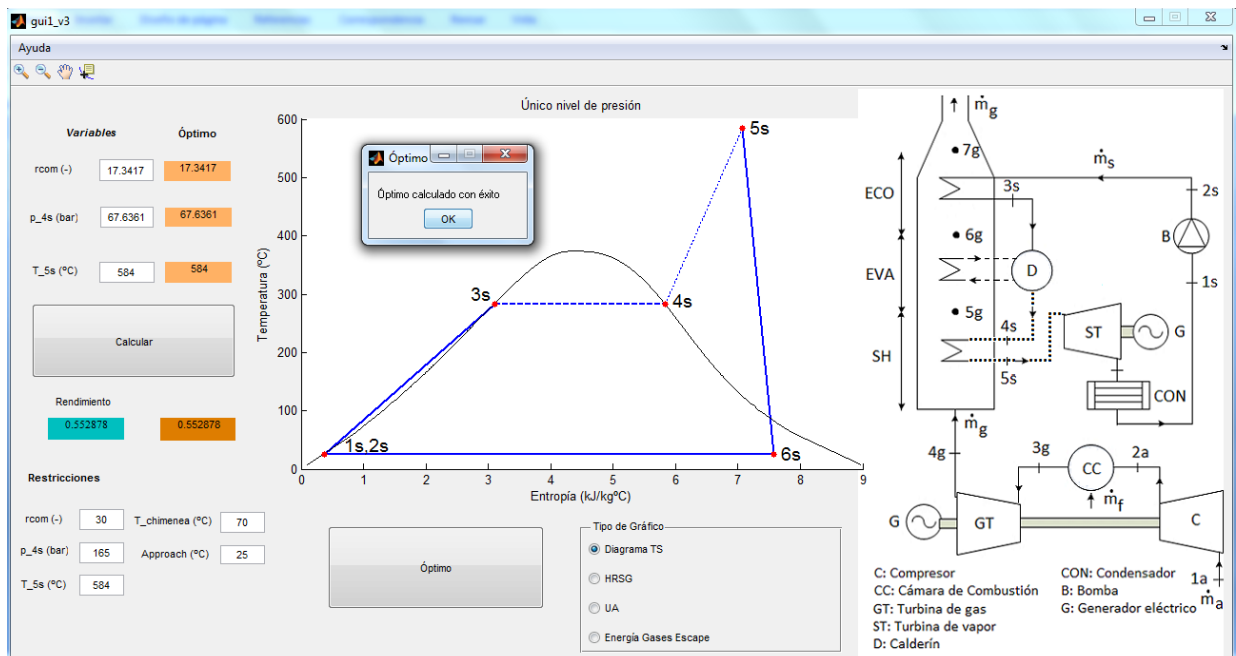 gui1_v3
Ayuda
Variables
Óptimo
rcom (-)
17.3417
17.3417
p_4s (bar)
67.6361
67.6361
T_5s (ºC)
584
584
Calcular
Rendimiento
0.552878
0.552878
Restricciones
rcom (-)
30
T_chimenea (ºC)
70
p_4s (bar)
165
Approach (ºC)
25
T_5s (ºC)
584
Único nivel de presión
Temperatura (ºC)
600
500
400
300
200
100
0
0 1 2 3 4 5 6 7 8 9
Entropía (kJ/kgºC)
1s,2s
3s
4s
5s
6s
Óptimo
Óptimo calculado con éxito
OK
Óptimo
Tipo de Gráfico
Diagrama TS
HRSG
UA
Energía Gases Escape
ṁg
7g
ṁs
ECO
3s
2s
6g
B
EVA
D
1s
5g
4s
ST
G
SH
5s
CON
ṁg
4g
3g
2a
CC
ṁf
G
GT
C
C: Compresor
CC: Cámara de Combustión
GT: Turbina de gas
ST: Turbina de vapor
D: Calderín
CON: Condensador
B: Bomba
G: Generador eléctrico
1a
ṁa